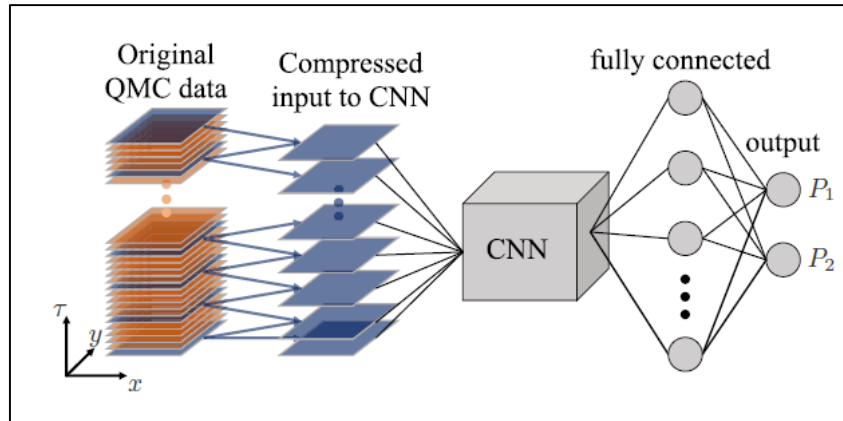 Original
QMC data
Compressed
input to CNN
fully connected
output
P₁
P₂
CNN
τ
y
x